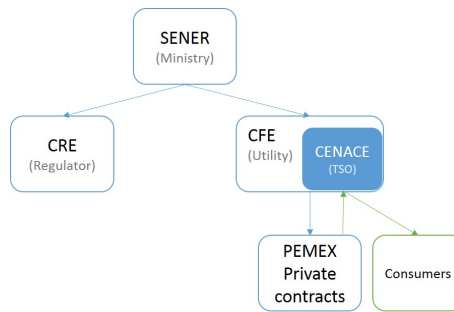 SENER
(Ministry)
CRE
(Regulator)
CFE
(Utility)
CENACE
(TSO)
PEMEX
Private
contracts
Consumers